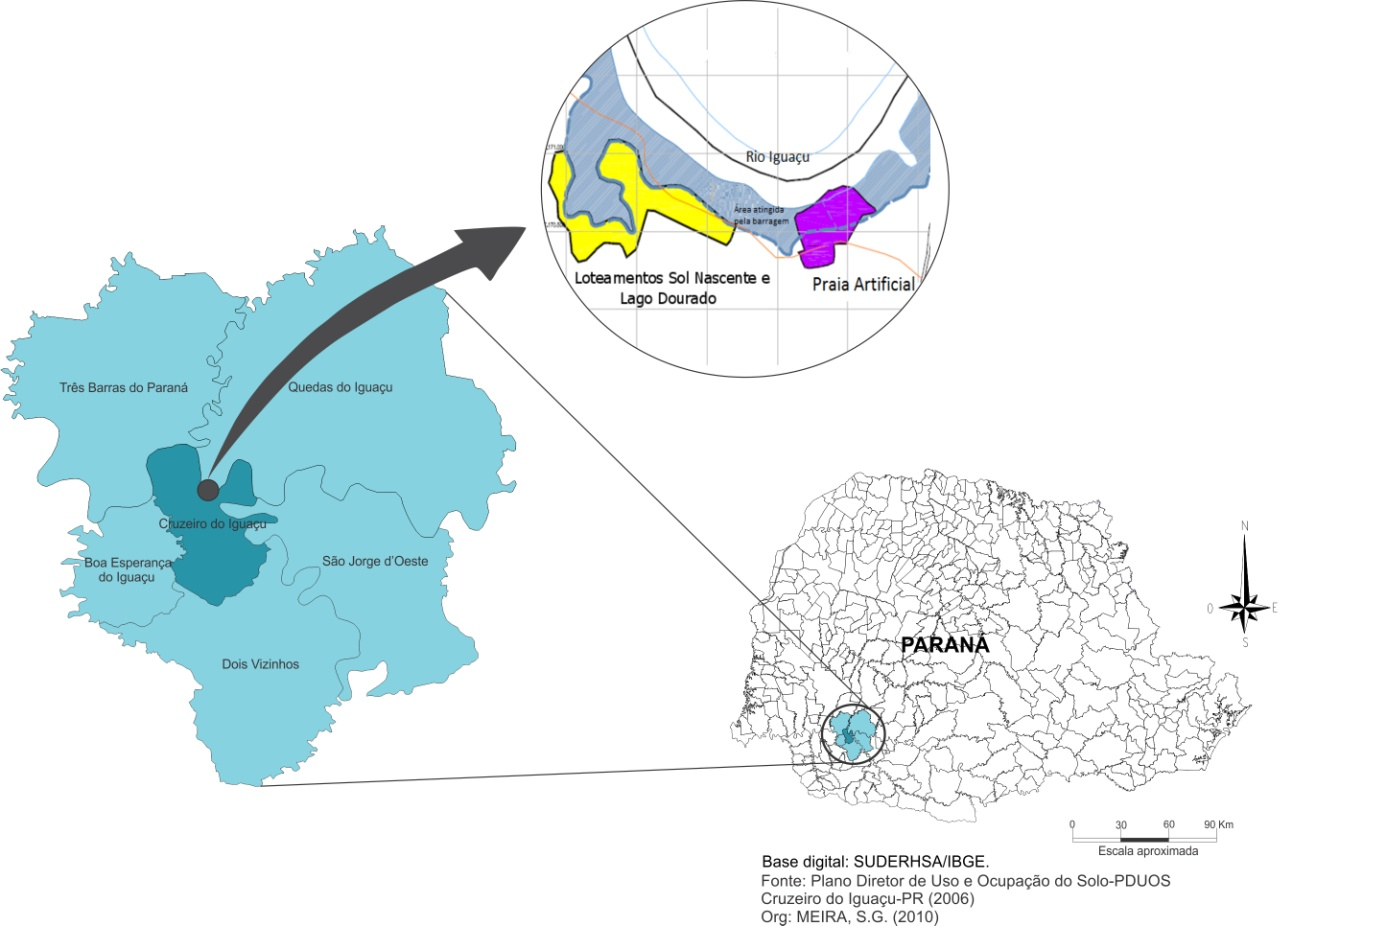 Rio Iguaçu
Área atingida
pela barragem
Loteamentos Sol Nascente e
Lago Dourado
Praia Artificial
Três Barras do Paraná
Quedas do Iguaçu
Cruzeiro do Iguaçu
Boa Esperança
do Iguaçu
São Jorge d'Oeste
Dois Vizinhos
PARANÁ
N
O
E
S
0 30 60 90 Km
Escala aproximada
Base digital: SUDERHSA/IBGE.
Fonte: Plano Diretor de Uso e Ocupação do Solo-PDUOS
Cruzeiro do Iguaçu-PR (2006)
Org: MEIRA, S.G. (2010)